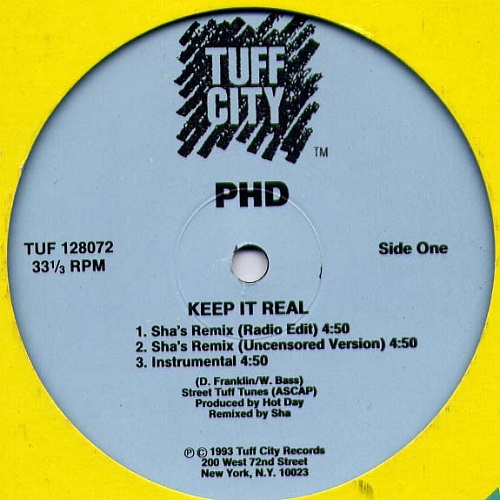 TUFF
CITY
TM
PHD
TUF 128072
33⅓ RPM
Side One
KEEP IT REAL
1. Sha's Remix (Radio Edit) 4:50
2. Sha's Remix (Uncensored Version) 4:50
3. Instrumental 4:50
(D. Franklin/W. Bass)
Street Tuff Tunes (ASCAP)
Produced by Hot Day
Remixed by Sha
℗ © 1993 Tuff City Records
200 West 72nd Street
New York, N.Y. 10023